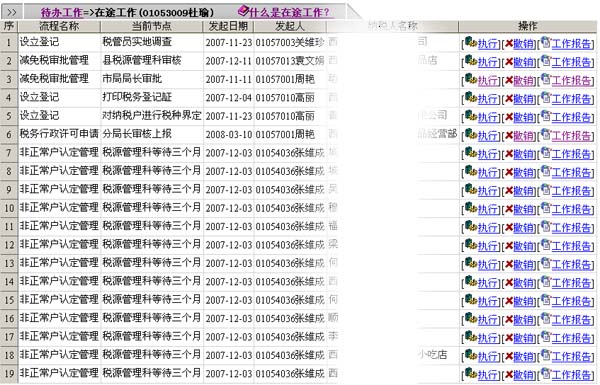 >> 待办工作=>在途工作(01053009杜瑜) 什么是在途工作?
序 流程名称 当前节点 发起日期 发起人 纳税人名称 操作
1 设立登记 税管员实地调查 2007-11-23 01057003关维珍 西 司 [执行][撤销][工作报告]
2 减免税审批管理 县税源管理科审核 2007-12-11 01057013袁文娟 西 品店 [执行][撤销][工作报告]
3 减免税审批管理 市局局长审批 2007-11-11 01057001周艳 [执行][撤销][工作报告]
4 设立登记 打印税务登记证 2007-12-04 01057010高丽 西 [执行][撤销][工作报告]
5 设立登记 对纳税户进行税种界定 2007-11-23 01057010高丽 公司 [执行][撤销][工作报告]
6 税务行政许可申请 分局长审核上报 2008-03-10 01057001周艳 西 品经营部 [执行][撤销][工作报告]
7 非正常户认定管理 税源管理科等待三个月 2007-12-03 01054036张维成 城 [执行][撤销][工作报告]
8 非正常户认定管理 税源管理科等待三个月 2007-12-03 01054036张维成 城 [执行][撤销][工作报告]
9 非正常户认定管理 税源管理科等待三个月 2007-12-03 01054036张维成 吴 [执行][撤销][工作报告]
10 非正常户认定管理 税源管理科等待三个月 2007-12-03 01054036张维成 穆 [执行][撤销][工作报告]
11 非正常户认定管理 税源管理科等待三个月 2007-12-03 01054036张维成 福 [执行][撤销][工作报告]
12 非正常户认定管理 税源管理科等待三个月 2007-12-03 01054036张维成 梁 [执行][撤销][工作报告]
13 非正常户认定管理 税源管理科等待三个月 2007-12-03 01054036张维成 何 [执行][撤销][工作报告]
14 非正常户认定管理 税源管理科等待三个月 2007-12-03 01054036张维成 西 [执行][撤销][工作报告]
15 非正常户认定管理 税源管理科等待三个月 2007-12-03 01054036张维成 何 [执行][撤销][工作报告]
16 非正常户认定管理 税源管理科等待三个月 2007-12-03 01054036张维成 顺 [执行][撤销][工作报告]
17 非正常户认定管理 税源管理科等待三个月 2007-12-03 01054036张维成 李 [执行][撤销][工作报告]
18 非正常户认定管理 税源管理科等待三个月 2007-12-03 01054036张维成 西 小吃店 [执行][撤销][工作报告]
19 非正常户认定管理 税源管理科等待三个月 2007-12-03 01054036张维成 西 [执行][撤销][工作报告]